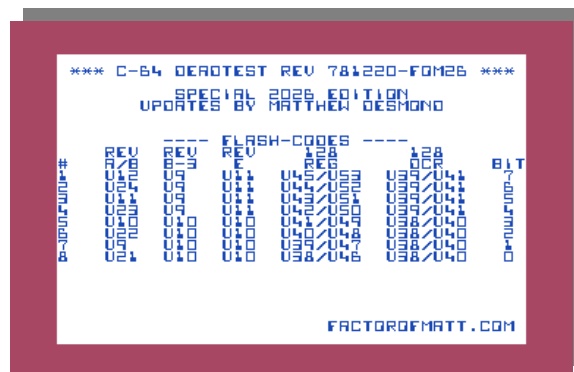 *** C-64 DEADTEST REV 781220-FOM26 ***
SPECIAL 2026 EDITION
UPDATES BY MATTHEW DESMOND
---- FLASH-CODES ----
REV REV REV 128 128
# A/B B-3 E REG DCR BIT
1 U12 U9 U11 U45/U53 U39/U41 7
2 U24 U9 U11 U44/U52 U39/U41 6
3 U11 U9 U11 U43/U51 U39/U41 5
4 U23 U9 U11 U42/U50 U39/U41 4
5 U10 U10 U10 U41/U49 U38/U40 3
6 U22 U10 U10 U40/U48 U38/U40 2
7 U9 U10 U10 U39/U47 U38/U40 1
8 U21 U10 U10 U38/U46 U38/U40 0
FACTOROFMATT.COM